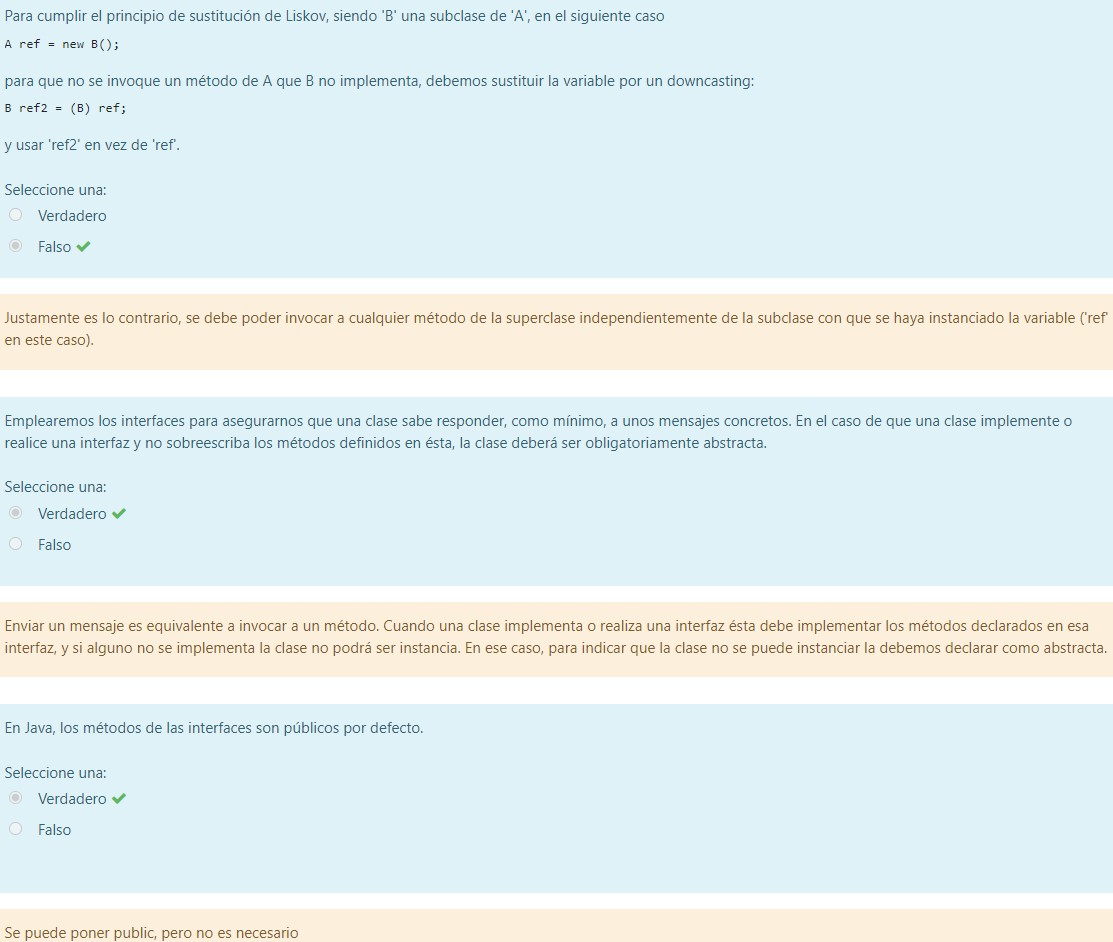 Para cumplir el principio de sustitución de Liskov, siendo 'B' una subclase de 'A', en el siguiente caso
A ref = new B();
para que no se invoque un método de A que B no implementa, debemos sustituir la variable por un downcasting:
B ref2 = (B) ref;
y usar 'ref2' en vez de 'ref'.
Seleccione una:
Verdadero
Falso
Justamente es lo contrario, se debe poder invocar a cualquier método de la superclase independientemente de la subclase con que se haya instanciado la variable ('ref'
en este caso).
Emplearemos los interfaces para asegurarnos que una clase sabe responder, como mínimo, a unos mensajes concretos. En el caso de que una clase implemente o
realice una interfaz y no sobreescriba los métodos definidos en ésta, la clase deberá ser obligatoriamente abstracta.
Seleccione una:
Verdadero
Falso
Enviar un mensaje es equivalente a invocar a un método. Cuando una clase implementa o realiza una interfaz ésta debe implementar los métodos declarados en esa
interfaz, y si alguno no se implementa la clase no podrá ser instancia. En ese caso, para indicar que la clase no se puede instanciar la debemos declarar como abstracta.
En Java, los métodos de las interfaces son públicos por defecto.
Seleccione una:
Verdadero
Falso
Se puede poner public, pero no es necesario